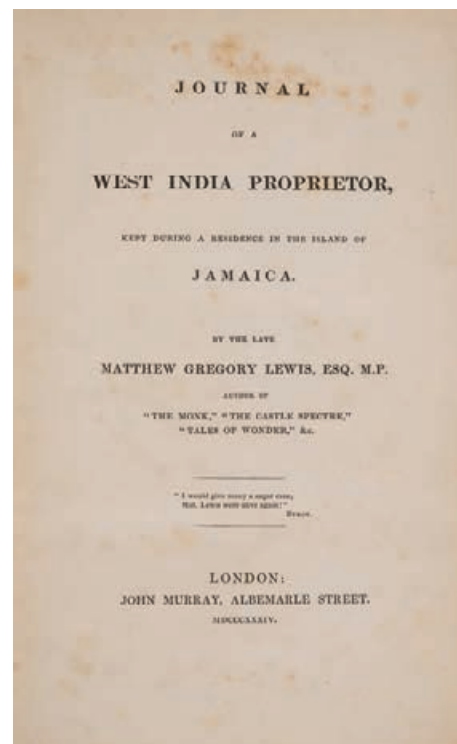 JOURNAL
OF A
WEST INDIA PROPRIETOR,
KEPT DURING A RESIDENCE IN THE ISLAND OF
JAMAICA.
BY THE LATE
MATTHEW GREGORY LEWIS, ESQ. M.P.
AUTHOR OF
"THE MONK," "THE CASTLE SPECTRE,"
"TALES OF WONDER," &c.
"I would give many a sugar cane,
Mat. Lewis were alive again!"
BYRON.
LONDON:
JOHN MURRAY, ALBEMARLE STREET.
MDCCCXXXIV.